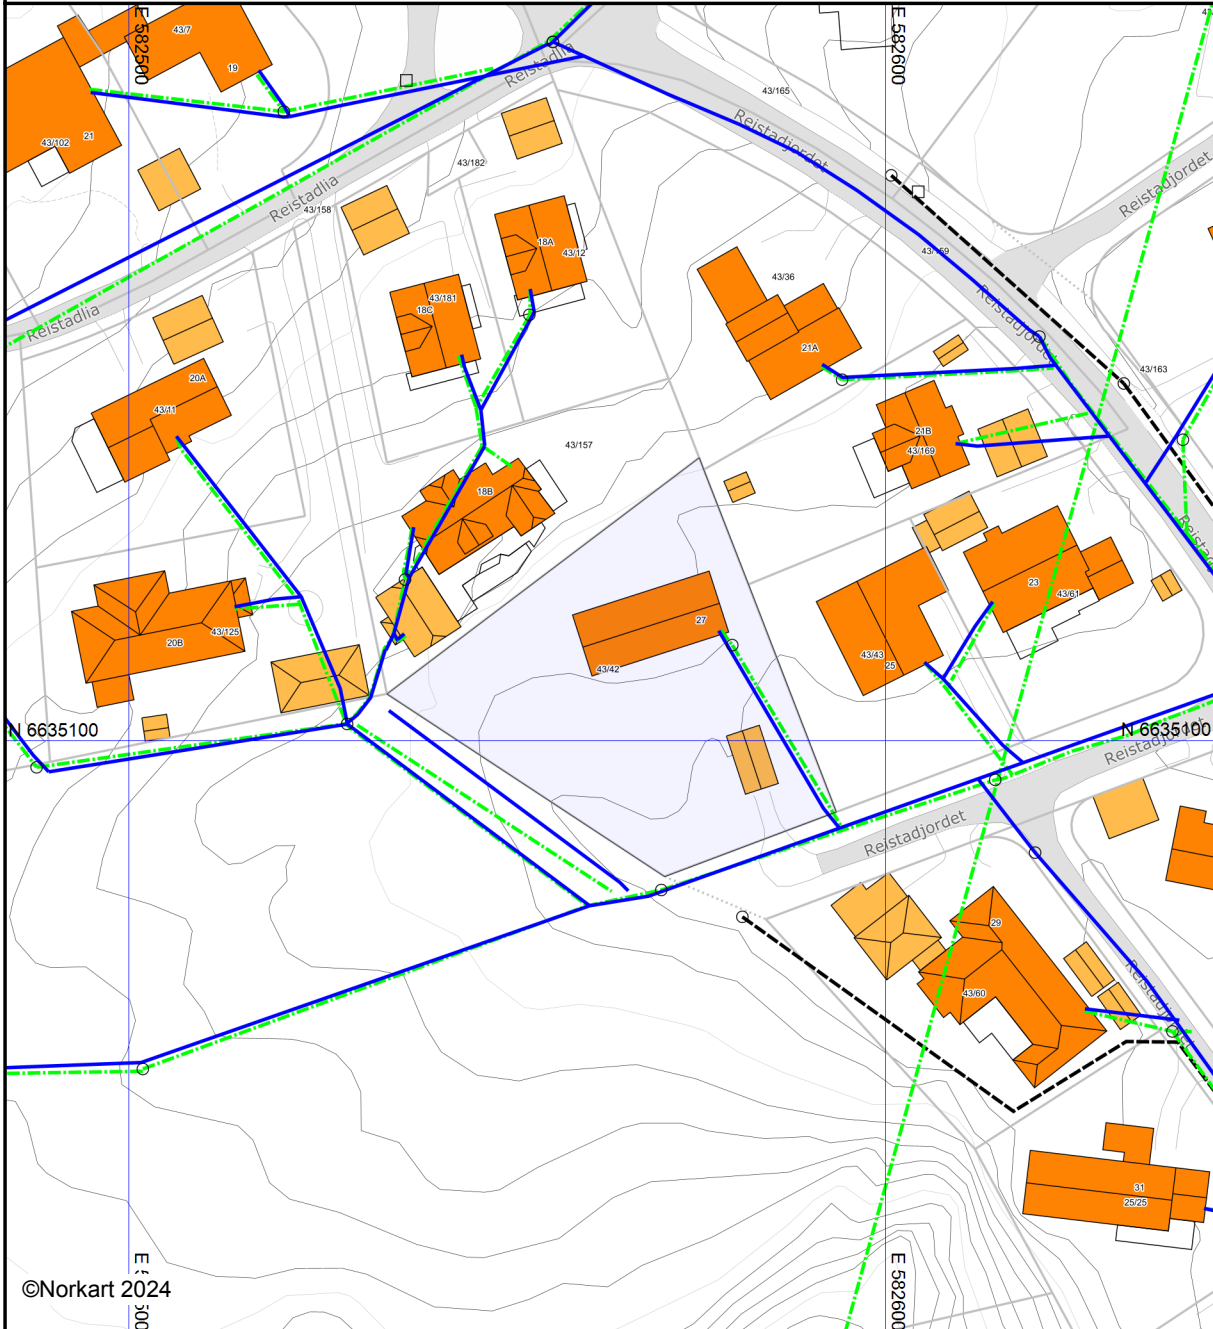 E 582500
E 582600
43/7
19
21
43/102
Reistadlia
43/165
Reistadjordet
Reistadjordet
43/182
Reistadlia
43/158
18A
43/12
43/159
43/36
Reistadjordet
43/181
18C
Reistadlia
21A
43/163
20A
43/11
21B
43/169
43/157
18B
23
43/61
27
43/125
20B
43/43
25
43/42
N 6635100
N 6635100
Reistadjordet
Reistadjordet
29
43/60
Reistadjordet
31
25/25
E 582600
©Norkart 2024